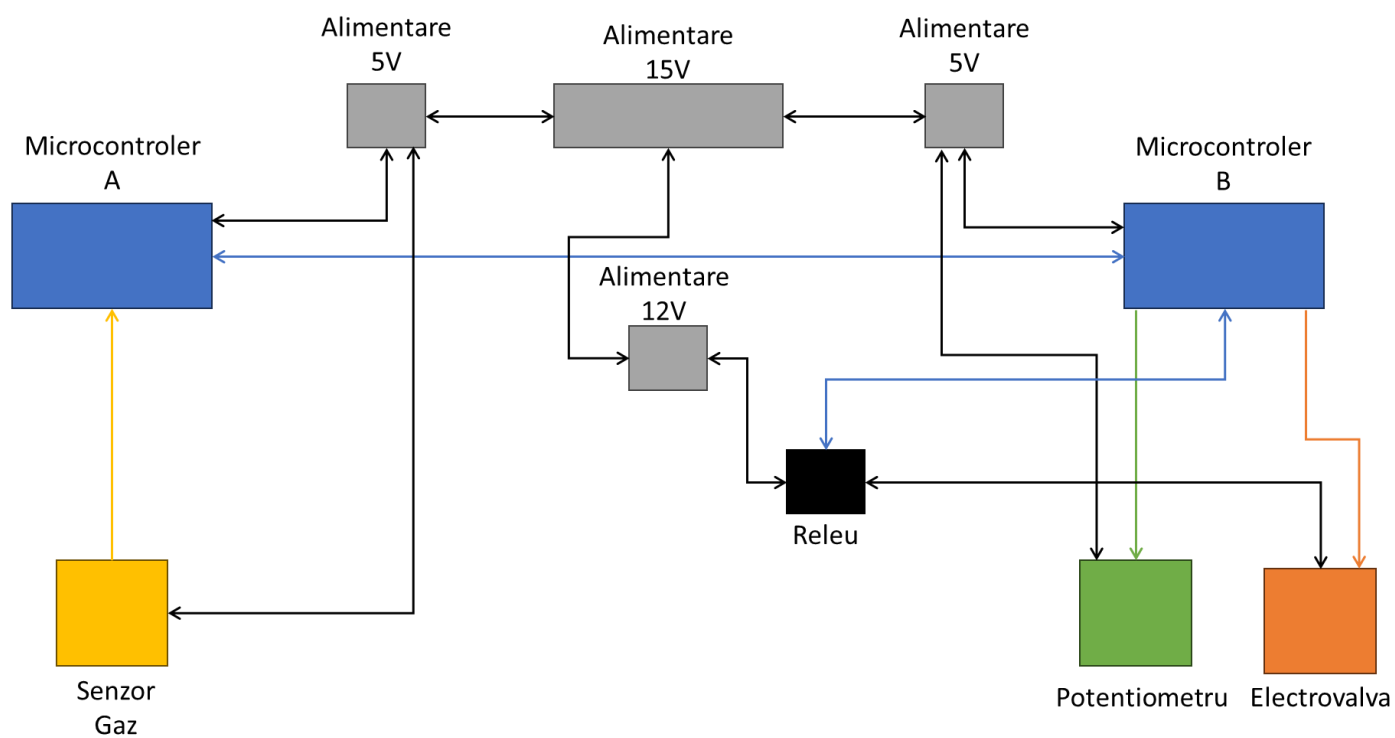 Alimentare
5V
Alimentare
15V
Alimentare
5V
Microcontroler
A
Microcontroler
B
Alimentare
12V
Releu
Senzor
Gaz
Potentiometru
Electrovalva